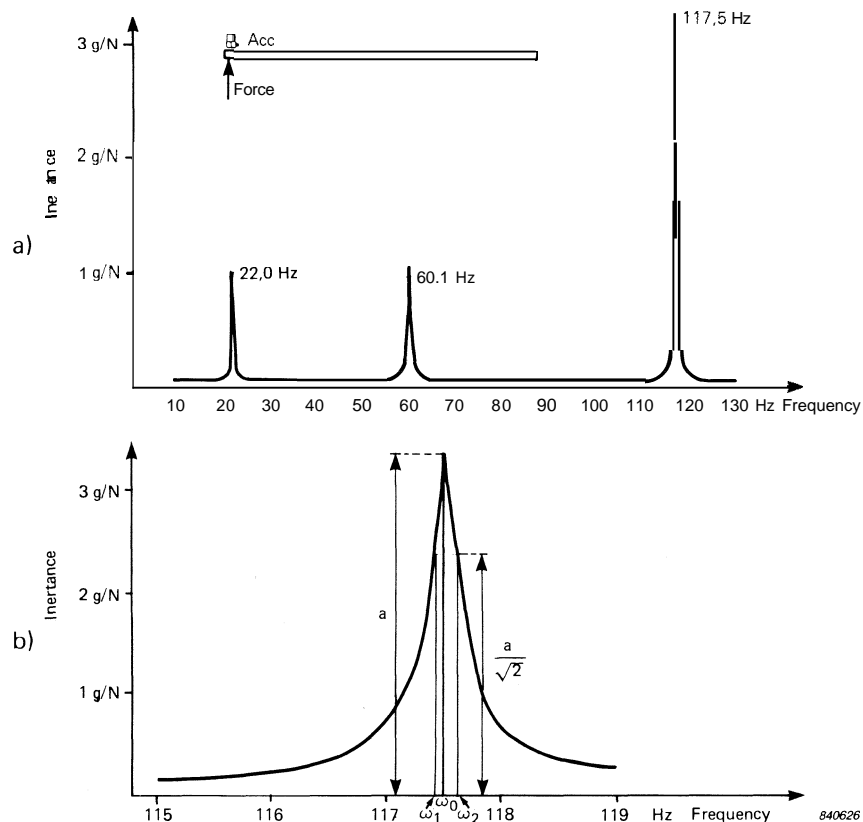 117,5 Hz
3 g/N
Acc
Force
2 g/N
a)
1 g/N
22,0 Hz
60.1 Hz
10 20 30 40 50 60 70 80 90 100 110 120 130 Hz Frequency
3 g/N
Inertance
2 g/N
a
b)
a
√2
1 g/N
115 116 117 ω1 ω0 ω2 118 119 Hz Frequency
840626